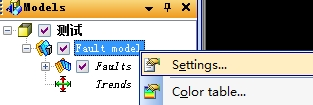 Models
测试
Fault model
Faults
Trends
Settings...
Color table...